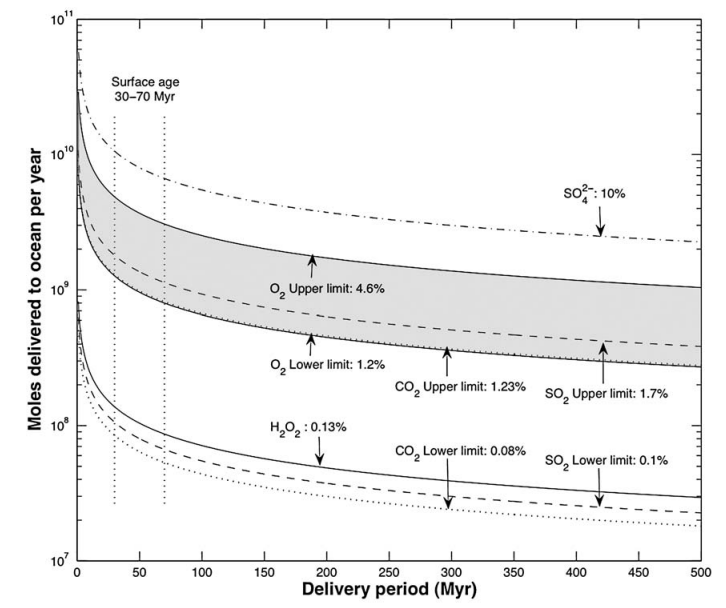 10¹¹
Surface age
30–70 Myr
10¹⁰
SO₄²⁻: 10%
O₂ Upper limit: 4.6%
10⁹
O₂ Lower limit: 1.2%
CO₂ Upper limit: 1.23%
SO₂ Upper limit: 1.7%
10⁸
H₂O₂ : 0.13%
CO₂ Lower limit: 0.08%
SO₂ Lower limit: 0.1%
10⁷
0 50 100 150 200 250 300 350 400 450 500
Delivery period (Myr)
Moles delivered to ocean per year